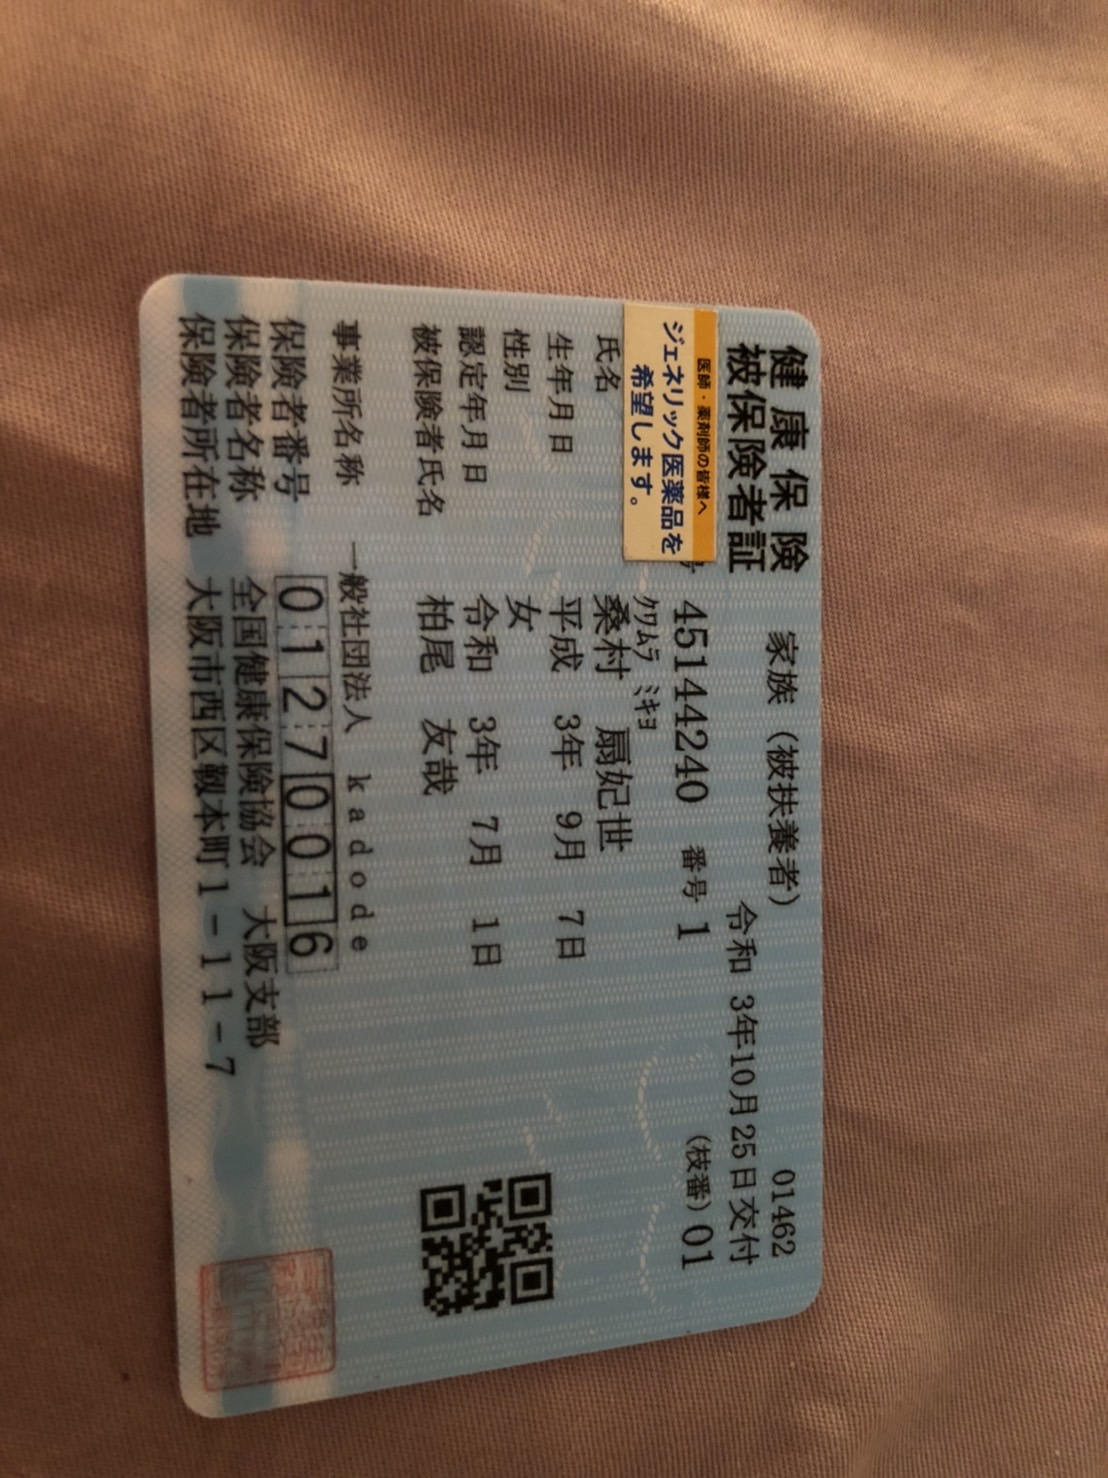 健康保険 家族（被扶養者） 01462
被保険者証 令和 3年10月25日交付
医師・薬剤師の皆様へ
ジェネリック医薬品を
希望します。
45144240 番号 1 (枝番) 01
ｸﾜﾑﾗ ﾐｷﾖ
氏名 桑村 扇妃世
生年月日 平成 3年 9月 7日
性別 女
認定年月日 令和 3年 7月 1日
被保険者氏名 柏尾 友哉
事業所名称 一般社団法人 kadode
保険者番号 01270016
保険者名称 全国健康保険協会 大阪支部
保険者所在地 大阪市西区靱本町1-11-7